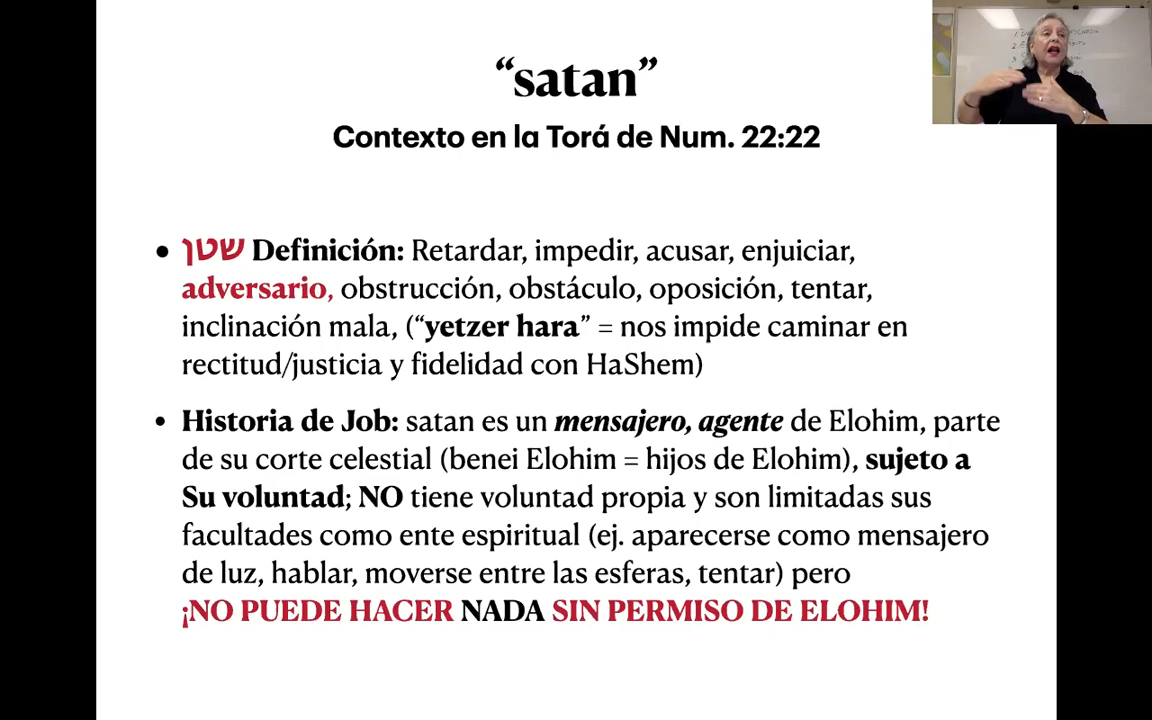 “satan”
Contexto en la Torá de Num. 22:22
• שטן Definición: Retardar, impedir, acusar, enjuiciar,
adversario, obstrucción, obstáculo, oposición, tentar,
inclinación mala, (“yetzer hara” = nos impide caminar en
rectitud/justicia y fidelidad con HaShem)
• Historia de Job: satan es un mensajero, agente de Elohim, parte
de su corte celestial (benei Elohim = hijos de Elohim), sujeto a
Su voluntad; NO tiene voluntad propia y son limitadas sus
facultades como ente espiritual (ej. aparecerse como mensajero
de luz, hablar, moverse entre las esferas, tentar) pero
¡NO PUEDE HACER NADA SIN PERMISO DE ELOHIM!